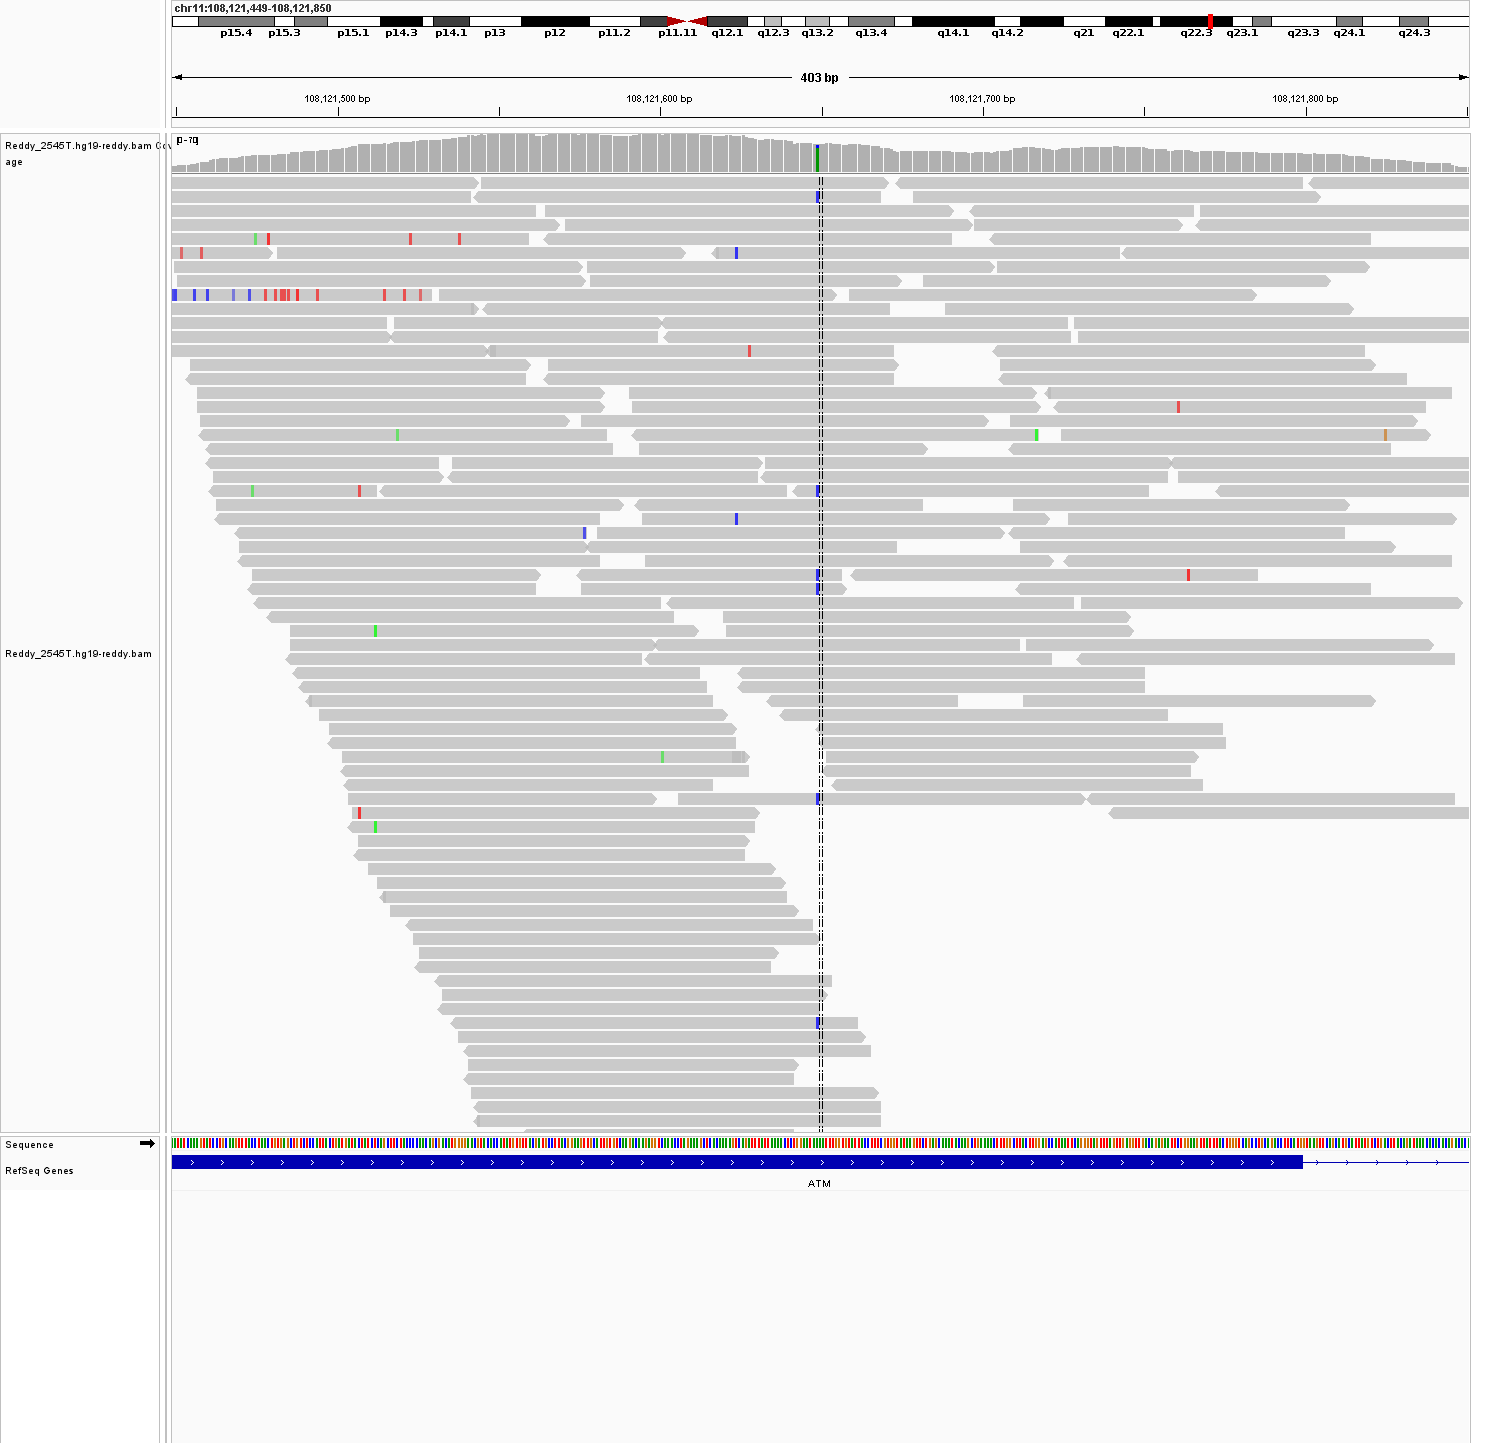 chr11:108,121,449-108,121,850
p15.4 p15.3 p15.1 p14.3 p14.1 p13 p12 p11.2 p11.11 q12.1 q12.3 q13.2 q13.4 q14.1 q14.2 q21 q22.1 q22.3 q23.1 q23.3 q24.1 q24.3
403 bp
108,121,500 bp 108,121,600 bp 108,121,700 bp 108,121,800 bp
Reddy_2545T.hg19-reddy.bam Cov
age
Reddy_2545T.hg19-reddy.bam
Sequence
RefSeq Genes
ATM